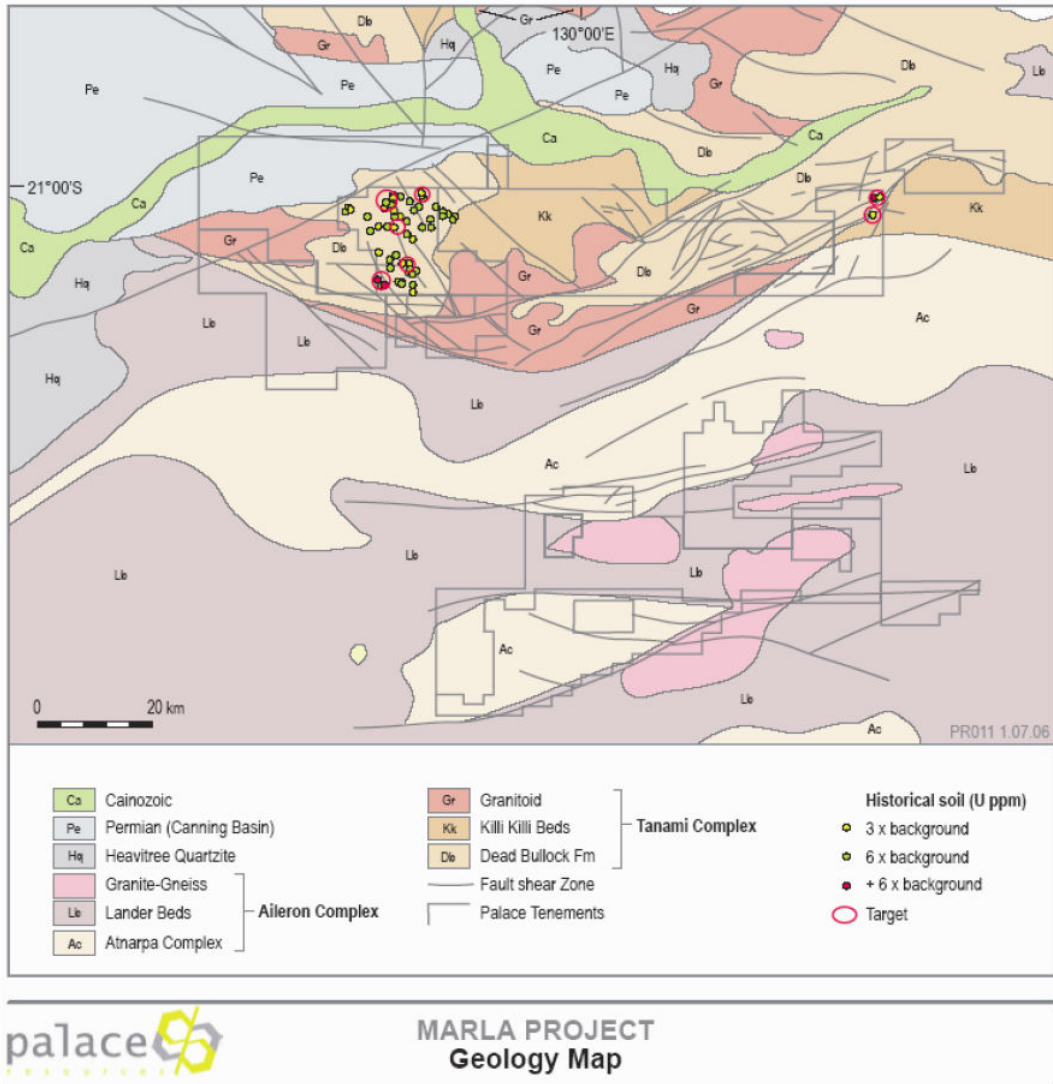 Db
Gr
130°00'E
Gr
Hq
Pe
Pe
Pe
Hq
Gr
Db
Lb
Ca
Ca
Db
21°00'S
Pe
Db
Ca
Kk
Kk
Ca
Gr
Db
Db
Gr
Hq
Gr
Gr
Lb
Lb
Ac
Hq
Lb
Ac
Lb
Lb
Lb
Lb
Ac
Lb
0 20 km
Ac
PR011 1.07.06
Ca Cainozoic
Pe Permian (Canning Basin)
Hq Heavitree Quartzite
Granite-Gneiss
Lb Lander Beds
Ac Atnarpa Complex
Aileron Complex
Gr Granitoid
Kk Killi Killi Beds
Db Dead Bullock Fm
Tanami Complex
Fault shear Zone
Palace Tenements
Historical soil (U ppm)
3 x background
6 x background
+ 6 x background
Target
palace
resources
MARLA PROJECT
Geology Map